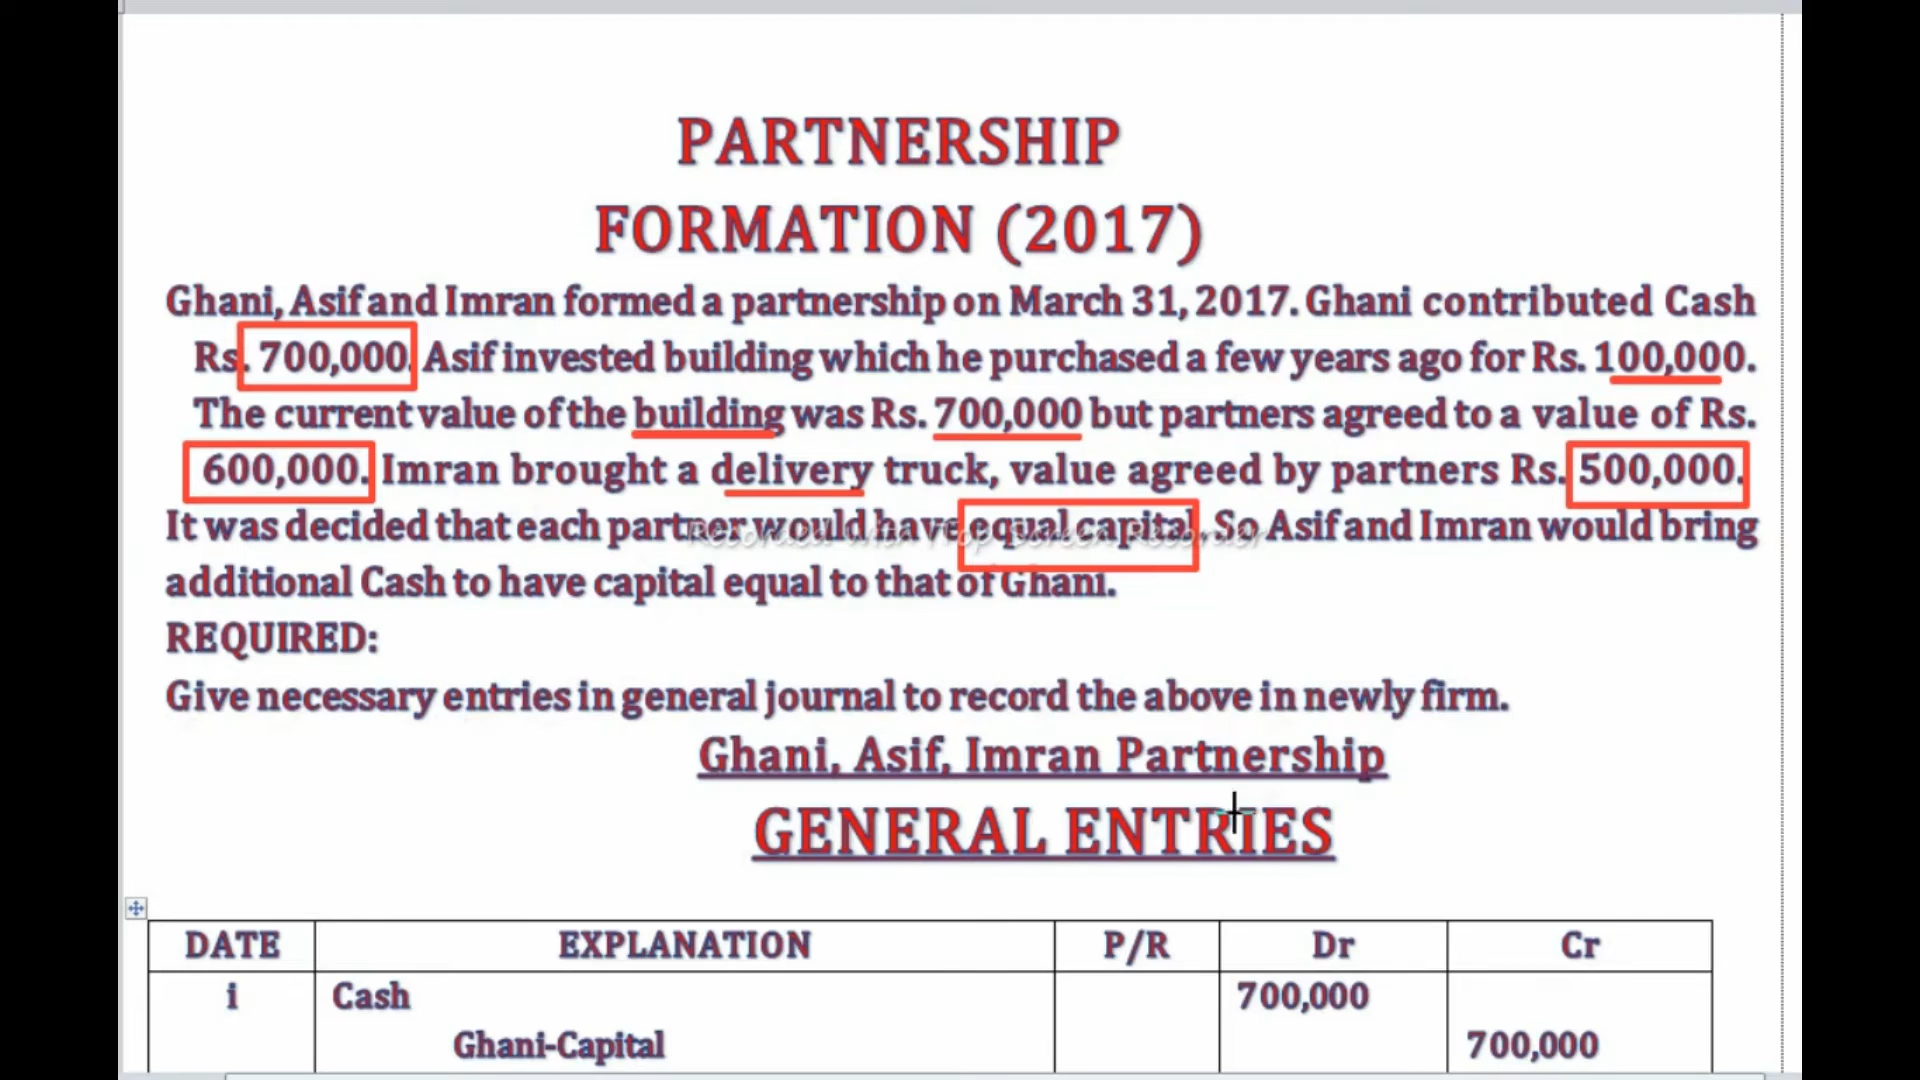 PARTNERSHIP
FORMATION (2017)
Ghani, Asif and Imran formed a partnership on March 31, 2017. Ghani contributed Cash
Rs. 700,000. Asif invested building which he purchased a few years ago for Rs. 100,000.
The current value of the building was Rs. 700,000 but partners agreed to a value of Rs.
600,000. Imran brought a delivery truck, value agreed by partners Rs. 500,000.
It was decided that each partner would have equal capital. So Asif and Imran would bring
Recorded with iTop Screen Recorder
additional Cash to have capital equal to that of Ghani.
REQUIRED:
Give necessary entries in general journal to record the above in newly firm.
Ghani, Asif, Imran Partnership
GENERAL ENTRIES
DATE EXPLANATION P/R Dr Cr
i Cash 700,000
Ghani-Capital 700,000